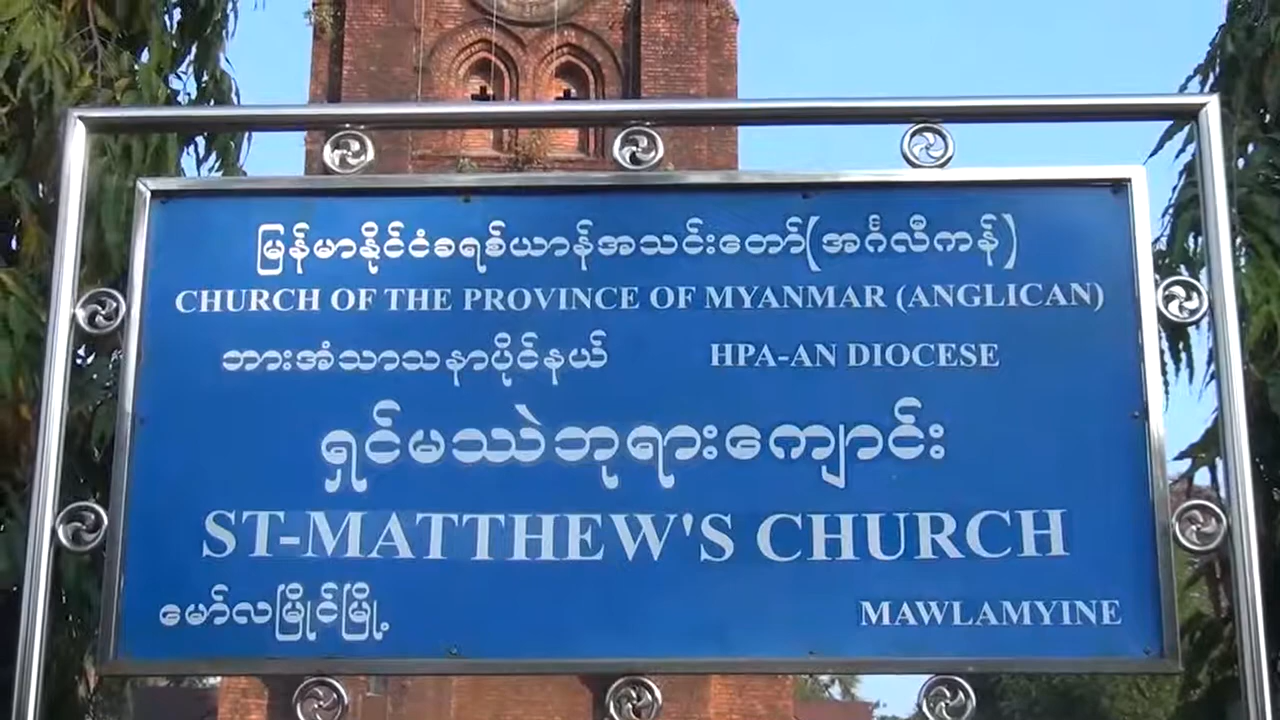 မြန်မာနိုင်ငံခရစ်ယာန်အသင်းတော်(အင်္ဂလီကန်)
CHURCH OF THE PROVINCE OF MYANMAR (ANGLICAN)
ဘားအံသာသနာပိုင်နယ် HPA-AN DIOCESE
ရှင်မဿဲဘုရားကျောင်း
ST-MATTHEW'S CHURCH
မော်လမြိုင်မြို့ MAWLAMYINE